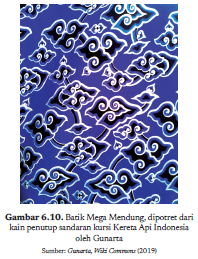 Gambar 6.10. Batik Mega Mendung, dipotret dari
kain penutup sandaran kursi Kereta Api Indonesia
oleh Gunarta
Sumber: Gunarta, Wiki Commons (2019)